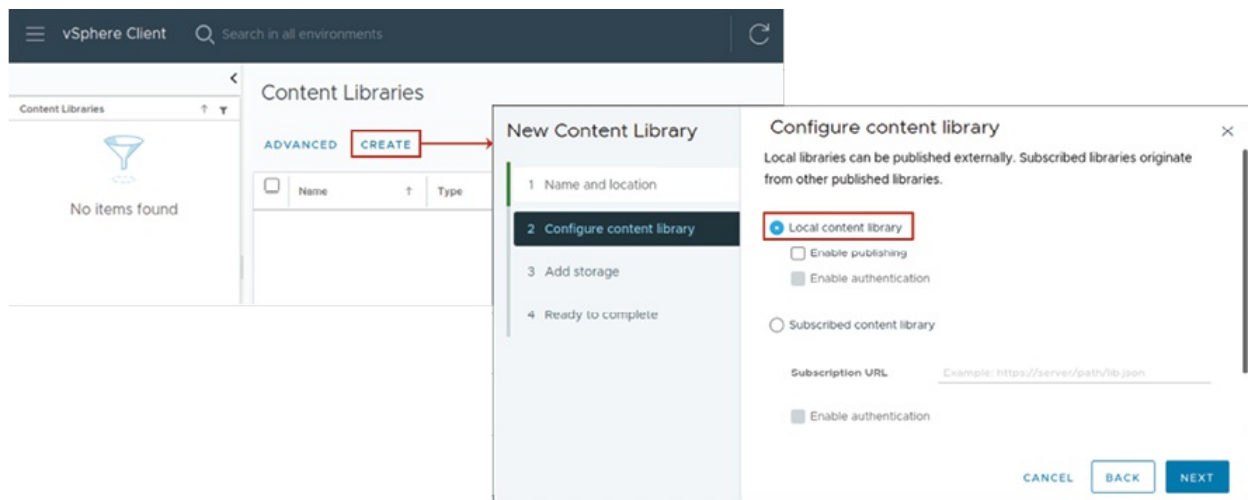 vSphere Client
Search in all environments
Content Libraries
No items found
Content Libraries
ADVANCED CREATE
Name Type
New Content Library
1 Name and location
2 Configure content library
3 Add storage
4 Ready to complete
Configure content library
Local libraries can be published externally. Subscribed libraries originate
from other published libraries.
Local content library
Enable publishing
Enable authentication
Subscribed content library
Subscription URL Example: https://server/path/lib.json
Enable authentication
CANCEL BACK NEXT